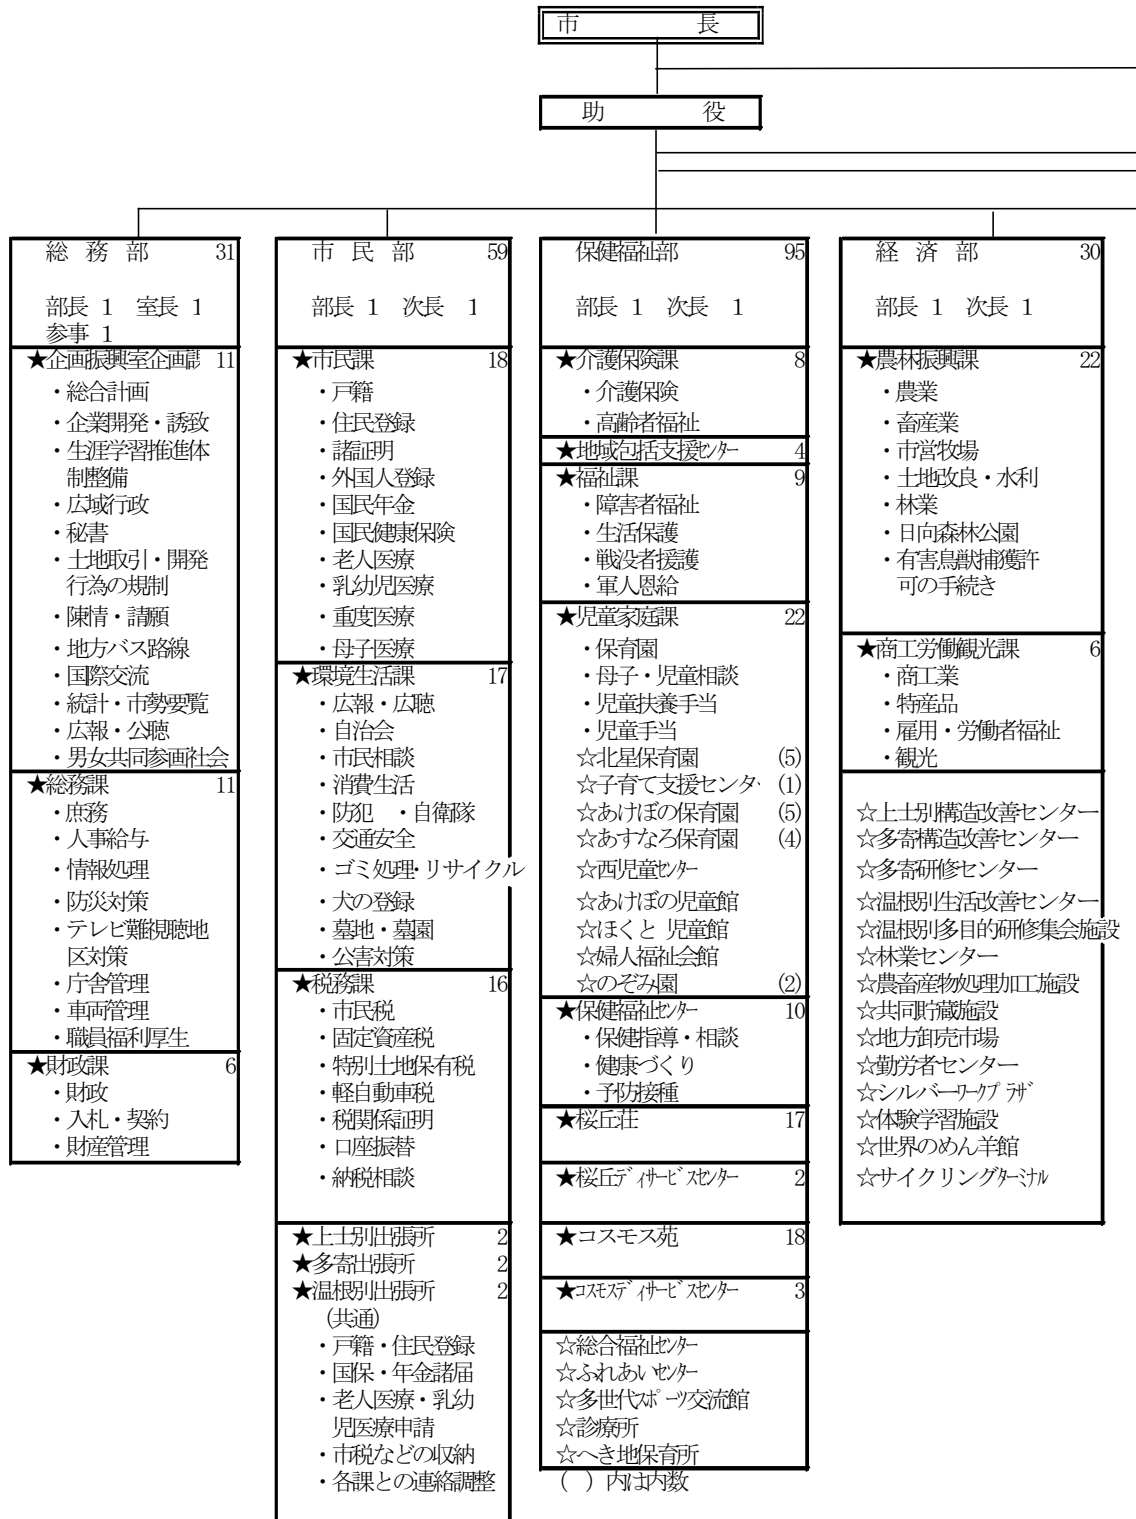 市　　　　　長
助　　　　　役
総　務　部　31
部長 1　室長 1
参事 1
★企画振興室企画課 11
・総合計画
・企業開発・誘致
・生涯学習推進体
制整備
・広域行政
・秘書
・土地取引・開発
行為の規制
・陳情・請願
・地方バス路線
・国際交流
・統計・市勢要覧
・広報・公聴
・男女共同参画社会
★総務課 11
・庶務
・人事給与
・情報処理
・防災対策
・テレビ難視聴地
区対策
・庁舎管理
・車両管理
・職員福利厚生
★財政課 6
・財政
・入札・契約
・財産管理
市　民　部　59
部長 1　次長　1
★市民課 18
・戸籍
・住民登録
・諸証明
・外国人登録
・国民年金
・国民健康保険
・老人医療
・乳幼児医療
・重度医療
・母子医療
★環境生活課 17
・広報・広聴
・自治会
・市民相談
・消費生活
・防犯　・自衛隊
・交通安全
・ゴミ処理・リサイクル
・犬の登録
・墓地・墓園
・公害対策
★税務課 16
・市民税
・固定資産税
・特別土地保有税
・軽自動車税
・税関係証明
・口座振替
・納税相談
★上士別出張所 2
★多寄出張所 2
★温根別出張所 2
(共通)
・戸籍・住民登録
・国保・年金諸届
・老人医療・乳幼
児医療申請
・市税などの収納
・各課との連絡調整
保健福祉部 95
部長 1　次長　1
★介護保険課 8
・介護保険
・高齢者福祉
★地域包括支援ｾﾝﾀｰ 4
★福祉課 9
・障害者福祉
・生活保護
・戦没者援護
・軍人恩給
★児童家庭課 22
・保育園
・母子・児童相談
・児童扶養手当
・児童手当
☆北星保育園 (5)
☆子育て支援センタ (1)
☆あけぼの保育園 (5)
☆あすなろ保育園 (4)
☆西児童ｾﾝﾀｰ
☆あけぼの児童館
☆ほくと 児童館
☆婦人福祉会館
☆のぞみ園 (2)
★保健福祉ｾﾝﾀｰ 10
・保健指導・相談
・健康づくり
・予防接種
★桜丘荘 17
★桜丘ﾃﾞｨｻｰﾋﾞｽｾﾝﾀｰ 2
★コスモス苑 18
★ｺｽﾓｽﾃﾞｨｻｰﾋﾞｽｾﾝﾀｰ 3
☆総合福祉ｾﾝﾀｰ
☆ふれあいｾﾝﾀｰ
☆多世代ｽﾎﾟｰﾂ交流館
☆診療所
☆へき地保育所
(　) 内は内数
経　済　部　30
部長 1　次長 1
★農林振興課 22
・農業
・畜産業
・市営牧場
・土地改良・水利
・林業
・日向森林公園
・有害鳥獣捕獲許
可の手続き
★商工労働観光課 6
・商工業
・特産品
・雇用・労働者福祉
・観光
☆上士別構造改善センター
☆多寄構造改善センター
☆多寄研修センター
☆温根別生活改善センター
☆温根別多目的研修集会施設
☆林業センター
☆農畜産物処理加工施設
☆共同貯蔵施設
☆地方卸売市場
☆勤労者センター
☆シルバーﾜｰｸﾌﾟﾗｻﾞ
☆体験学習施設
☆世界のめん羊館
☆サイクリングﾀｰﾐﾅﾙ